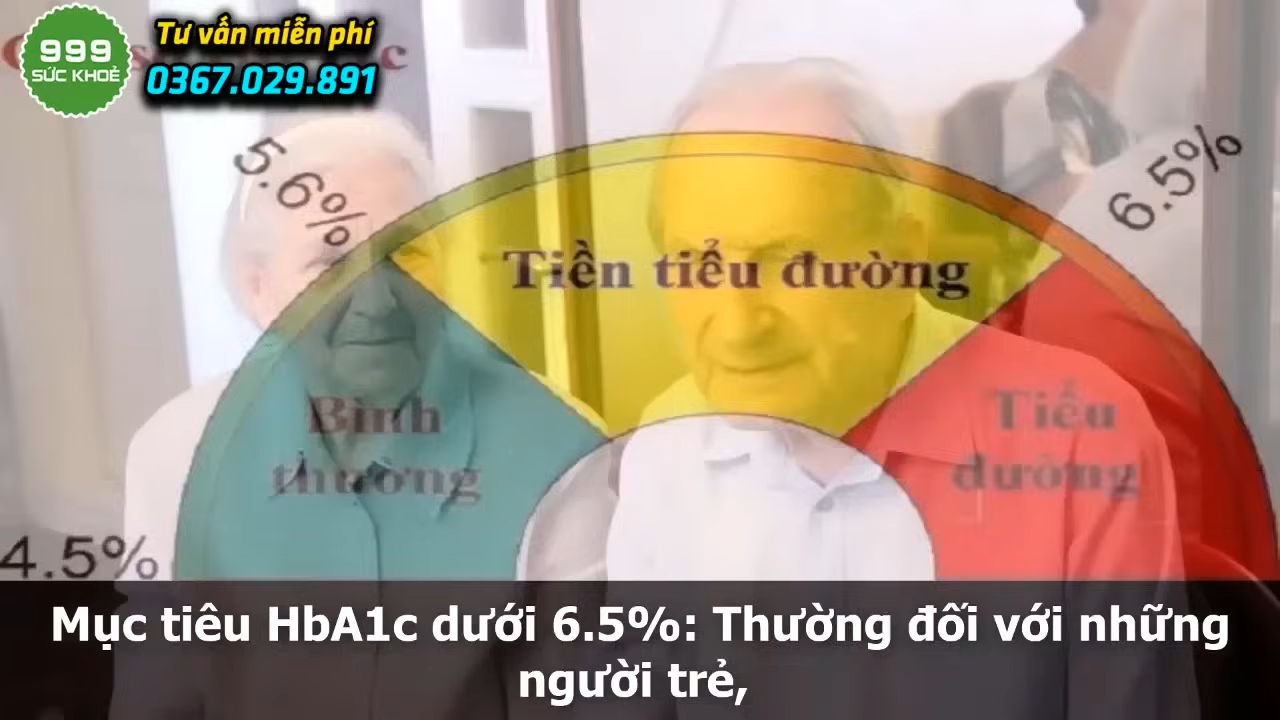 999
SỨC KHOẺ
Tư vấn miễn phí
0367.029.891
5.6%
6.5%
Tiền tiểu đường
Bình
thường
Tiểu
đường
4.5%
Mục tiêu HbA1c dưới 6.5%: Thường đối với những
người trẻ,